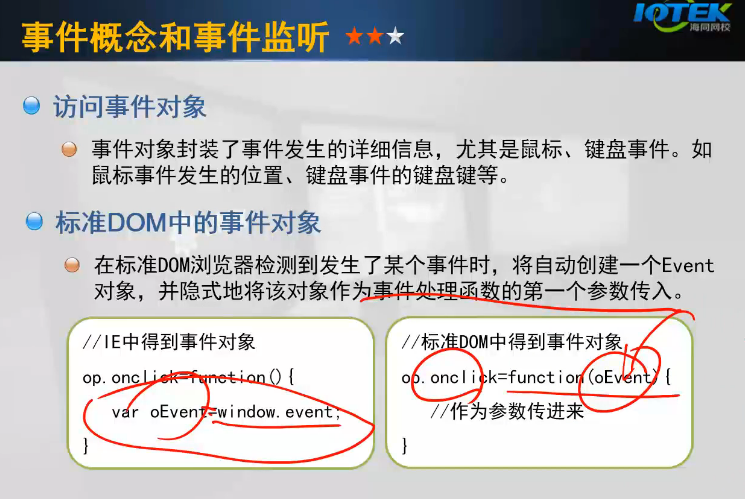 事件概念和事件监听
IOTEK
海同网校
访问事件对象
事件对象封装了事件发生的详细信息，尤其是鼠标、键盘事件。如
鼠标事件发生的位置、键盘事件的键盘键等。
标准DOM中的事件对象
在标准DOM浏览器检测到发生了某个事件时，将自动创建一个Event
对象，并隐式地将该对象作为事件处理函数的第一个参数传入。
//IE中得到事件对象
op.onclick=function(){
var oEvent=window.event;
}
//标准DOM中得到事件对象
op.onclick=function(oEvent){
//作为参数传进来
}